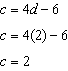 c = 4d − 6
c = 4(2) − 6
c = 2